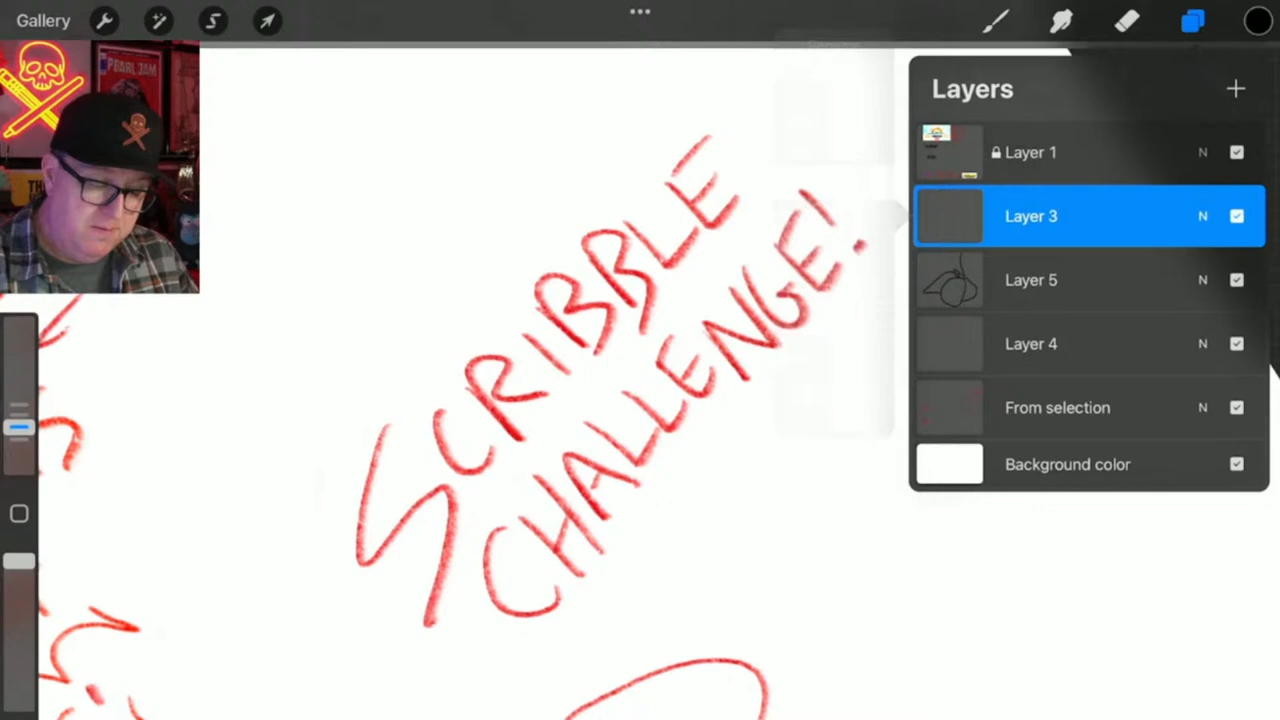 Gallery
Layers
Layer 1 N
Layer 3 N
Layer 5 N
Layer 4 N
From selection N
Background color
PEARL JAM
SCRIBBLE
CHALLENGE!